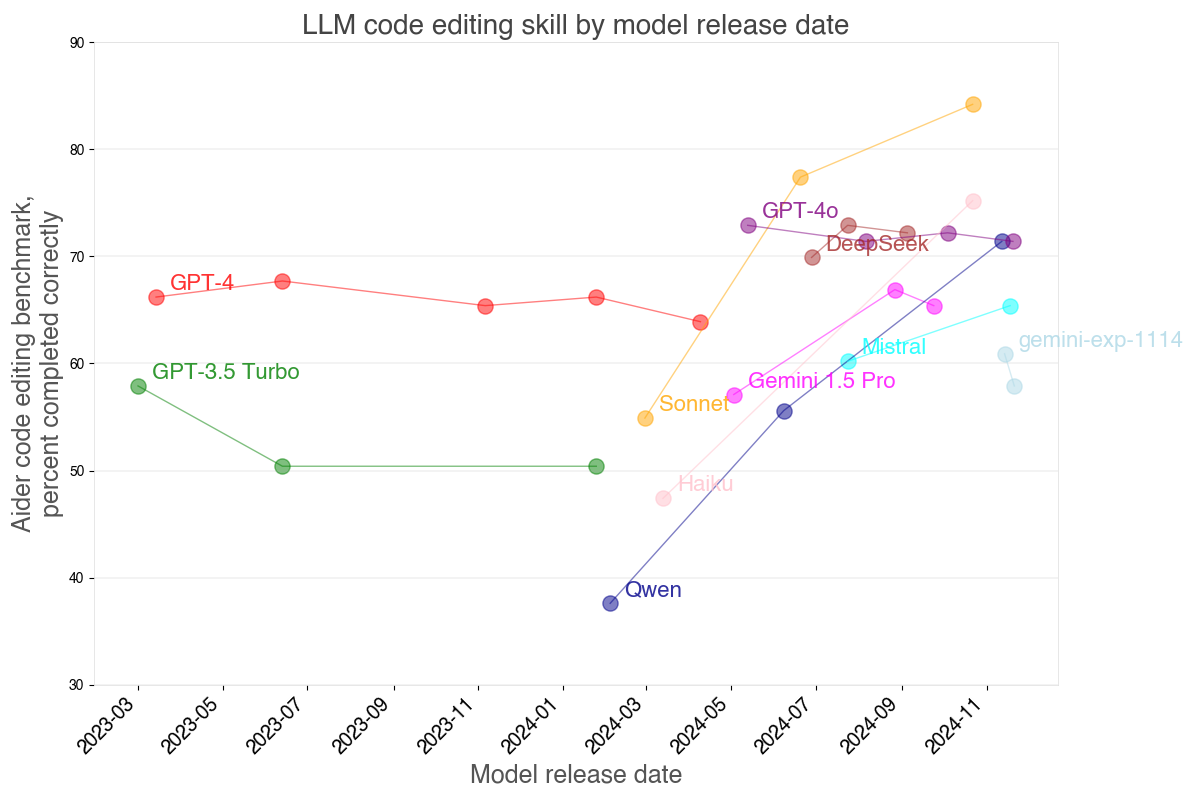 LLM code editing skill by model release date
Aider code editing benchmark,
percent completed correctly
90
80
70
60
50
40
30
GPT-4
GPT-3.5 Turbo
GPT-4o
DeepSeek
Mistral
gemini-exp-1114
Gemini 1.5 Pro
Sonnet
Haiku
Qwen
2023-03
2023-05
2023-07
2023-09
2023-11
2024-01
2024-03
2024-05
2024-07
2024-09
2024-11
Model release date